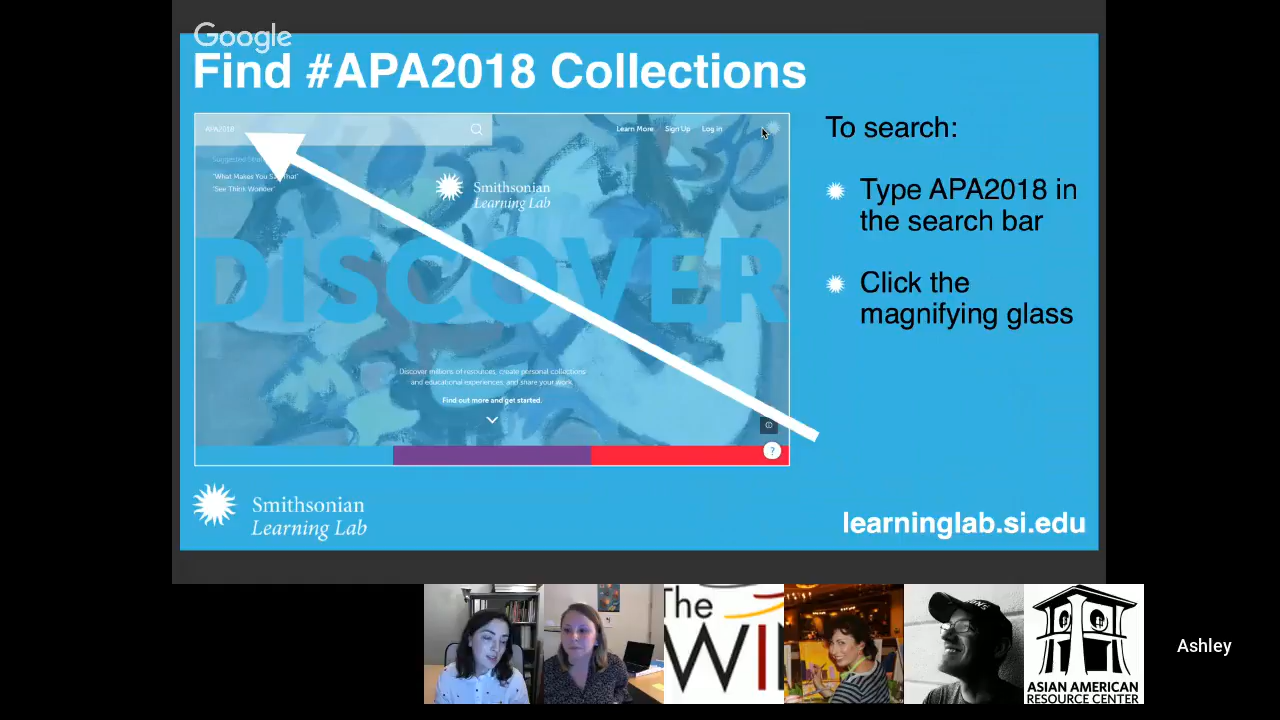 Google
Find #APA2018 Collections
APA2018
Learn More Sign Up Log in
"What Makes You Say That"
"See Think Wonder"
Smithsonian
Learning Lab
DISCOVER
Discover millions of resources, create personal collections
and educational experiences, and share your work.
Find out more and get started.
?
To search:
Type APA2018 in
the search bar
Click the
magnifying glass
Smithsonian
Learning Lab
learninglab.si.edu
The
WI
ASIAN AMERICAN
RESOURCE CENTER
Ashley